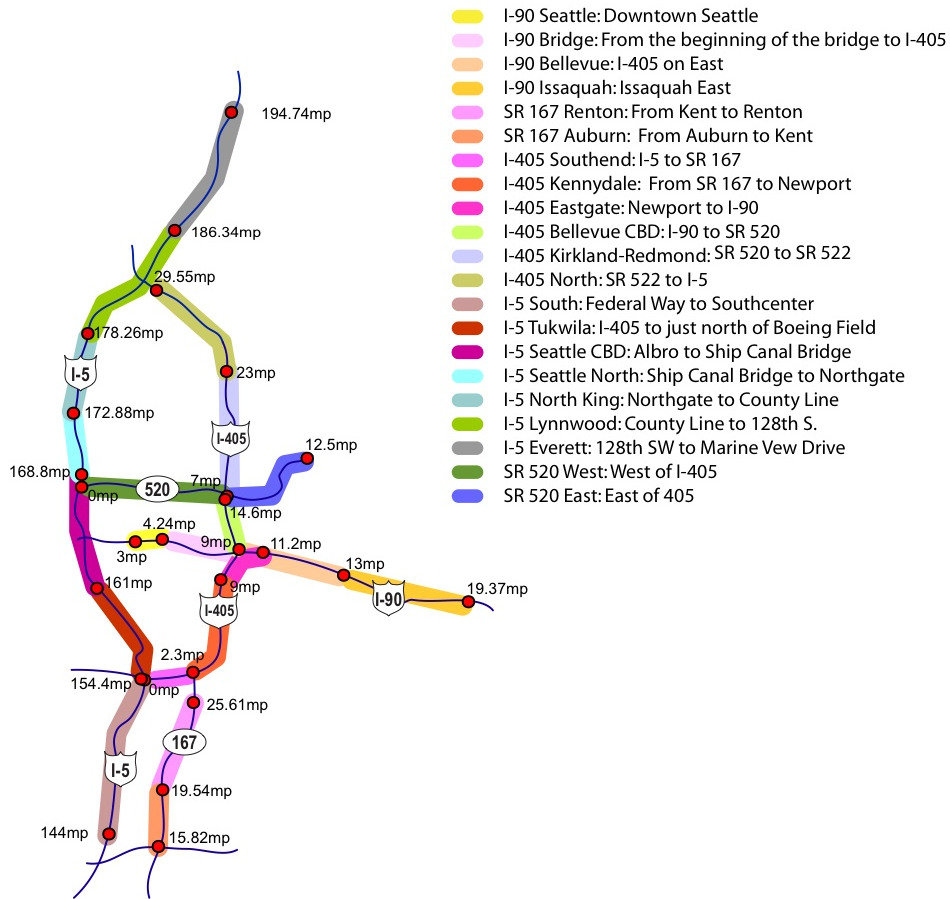 I-90 Seattle: Downtown Seattle
I-90 Bridge: From the beginning of the bridge to I-405
I-90 Bellevue: I-405 on East
I-90 Issaquah: Issaquah East
SR 167 Renton: From Kent to Renton
SR 167 Auburn: From Auburn to Kent
I-405 Southend: I-5 to SR 167
I-405 Kennydale: From SR 167 to Newport
I-405 Eastgate: Newport to I-90
I-405 Bellevue CBD: I-90 to SR 520
I-405 Kirkland-Redmond: SR 520 to SR 522
I-405 North: SR 522 to I-5
I-5 South: Federal Way to Southcenter
I-5 Tukwila: I-405 to just north of Boeing Field
I-5 Seattle CBD: Albro to Ship Canal Bridge
I-5 Seattle North: Ship Canal Bridge to Northgate
I-5 North King: Northgate to County Line
I-5 Lynnwood: County Line to 128th S.
I-5 Everett: 128th SW to Marine Vew Drive
SR 520 West: West of I-405
SR 520 East: East of 405
194.74mp
186.34mp
29.55mp
178.26mp
I-5
23mp
172.88mp
I-405
12.5mp
168.8mp
7mp
0mp
520
14.6mp
4.24mp
9mp
11.2mp
3mp
13mp
161mp
9mp
19.37mp
I-90
I-405
2.3mp
154.4mp
0mp
25.61mp
167
I-5
19.54mp
144mp
15.82mp